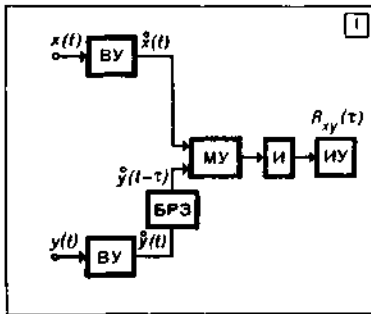 1
x(t)
ВУ
x̊(t)
R_xy(τ)
МУ
И
ИУ
ẙ(t-τ)
БРЗ
y(t)
ВУ
ẙ(t)